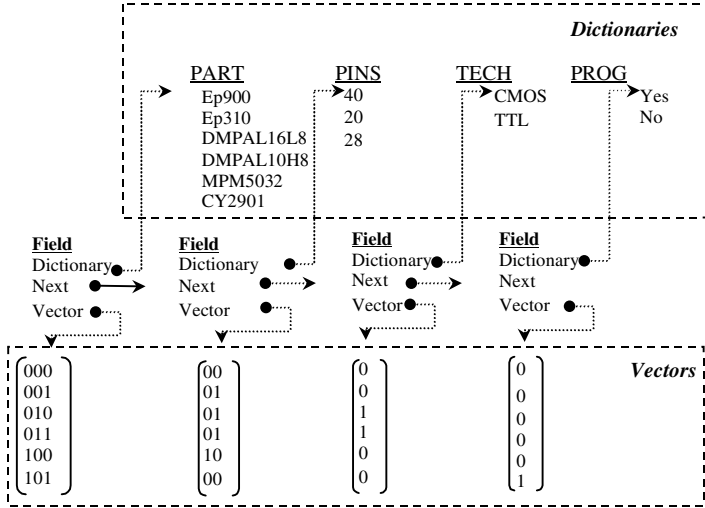 Dictionaries
PART PINS TECH PROG
Ep900 40 CMOS Yes
Ep310 20 TTL No
DMPAL16L8 28
DMPAL10H8
MPM5032
CY2901
Field Field Field Field
Dictionary Dictionary Dictionary Dictionary
Next Next Next Next
Vector Vector Vector Vector
Vectors
000 00 0 0
001 01 0 0
010 01 1 0
011 01 1 0
100 10 0 0
101 00 0 1